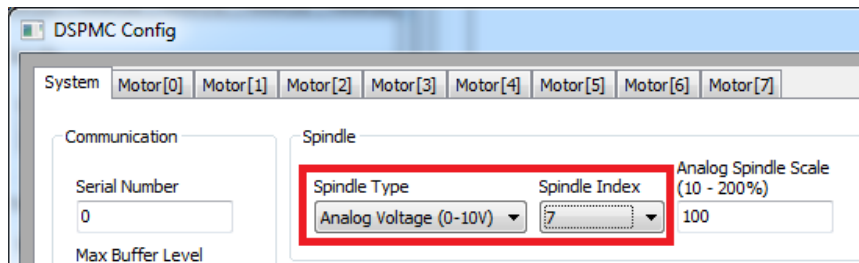 DSPMC Config
System Motor[0] Motor[1] Motor[2] Motor[3] Motor[4] Motor[5] Motor[6] Motor[7]
Communication
Serial Number
0
Max Buffer Level
Spindle
Spindle Type
Analog Voltage (0-10V)
Spindle Index
7
Analog Spindle Scale
(10 - 200%)
100